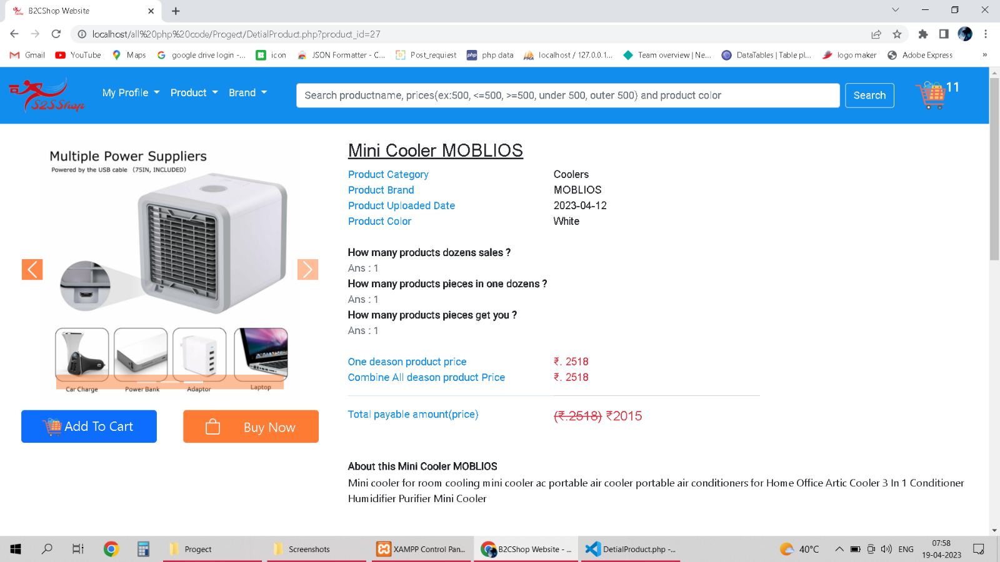 B2CShop Website
localhost/all%20php%20code/Progect/DetialProduct.php?product_id=27
Gmail YouTube Maps google drive login -... icon JSON Formatter - C... Post_requiest php php data localhost / 127.0.0.1... Team overview | Ne... DataTables | Table pl... logo maker Adobe Express »
S2SShop My Profile Product Brand Search productname, prices(ex:500, <=500, >=500, under 500, outer 500) and product color Search 11
Multiple Power Suppliers
Powered by the USB cable (75IN, INCLUDED)
Car Charge Power Bank Adaptor Laptop
Add To Cart Buy Now
Mini Cooler MOBLIOS
Product Category Coolers
Product Brand MOBLIOS
Product Uploaded Date 2023-04-12
Product Color White
How many products dozens sales ?
Ans : 1
How many products pieces in one dozens ?
Ans : 1
How many products pieces get you ?
Ans : 1
One deason product price ₹. 2518
Combine All deason product Price ₹. 2518
Total payable amount(price) (₹.2518) ₹2015
About this Mini Cooler MOBLIOS
Mini cooler for room cooling mini cooler ac portable air cooler portable air conditioners for Home Office Artic Cooler 3 In 1 Conditioner
Humidifier Purifier Mini Cooler
Progect Screenshots XAMPP Control Pan... B2CShop Website - ... DetialProduct.php -... 40°C ENG 07:58
19-04-2023